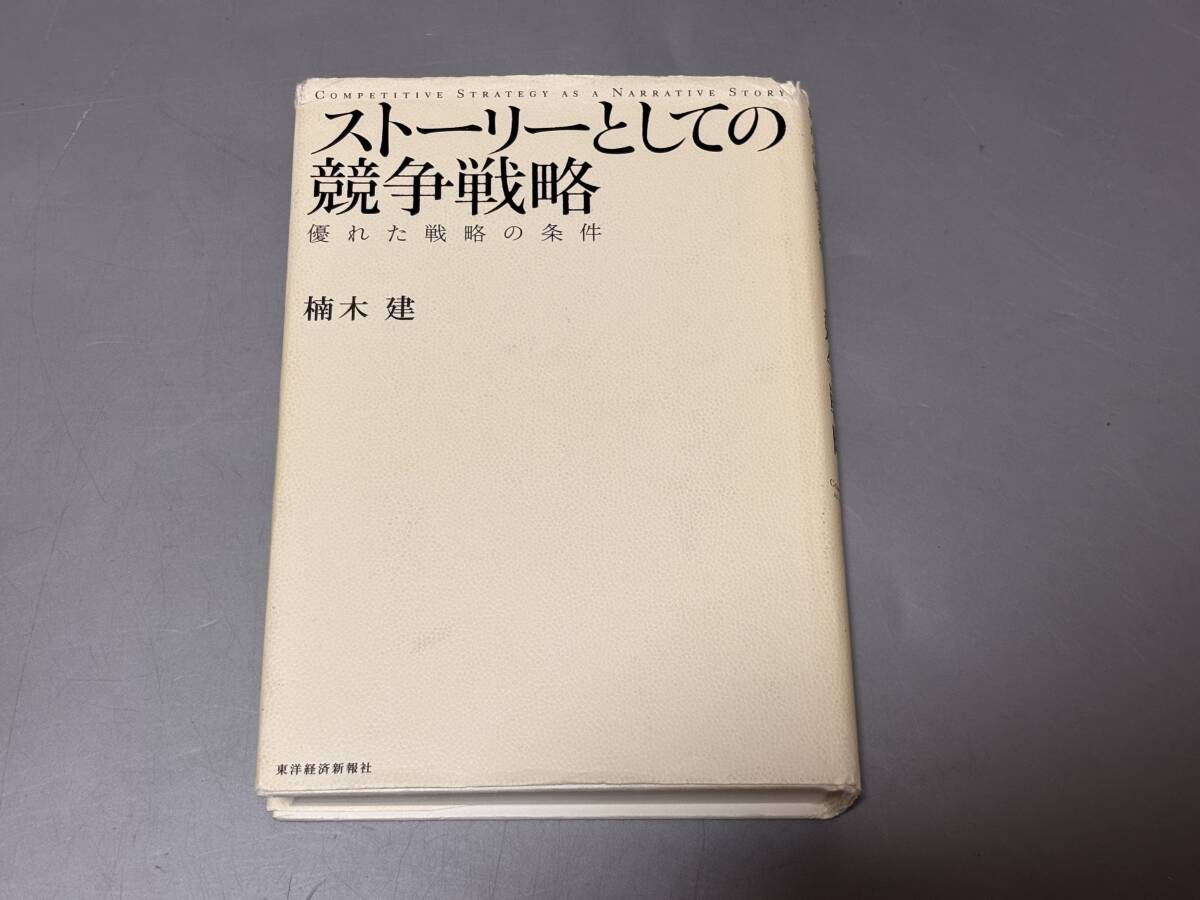 COMPETITIVE STRATEGY AS A NARRATIVE STORY
ストーリーとしての
競争戦略
優れた戦略の条件
楠木 建
東洋経済新報社